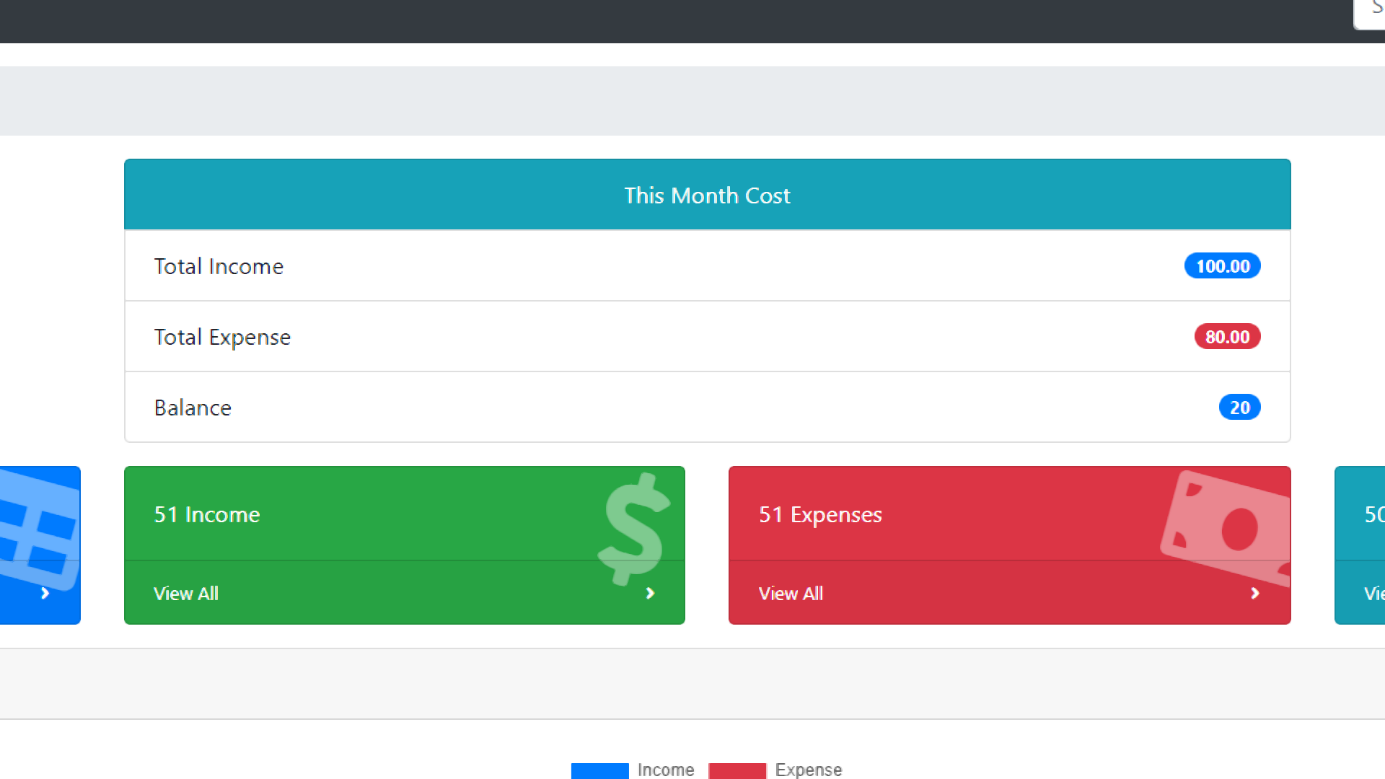 This Month Cost
Total Income 100.00
Total Expense 80.00
Balance 20
51 Income
51 Expenses
View All
View All
Income Expense